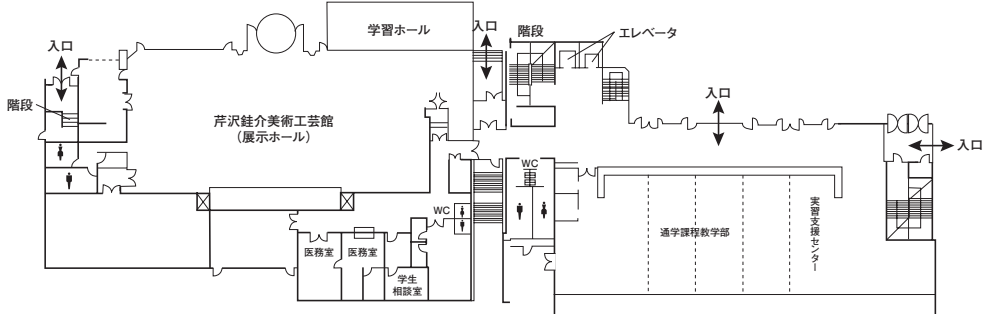 学習ホール
入口
階段
エレベータ
入口
階段
入口
芹沢銈介美術工芸館
（展示ホール）
入口
WC
WC
医務室
医務室
学生
相談室
通学課程教学部
実習支援センター